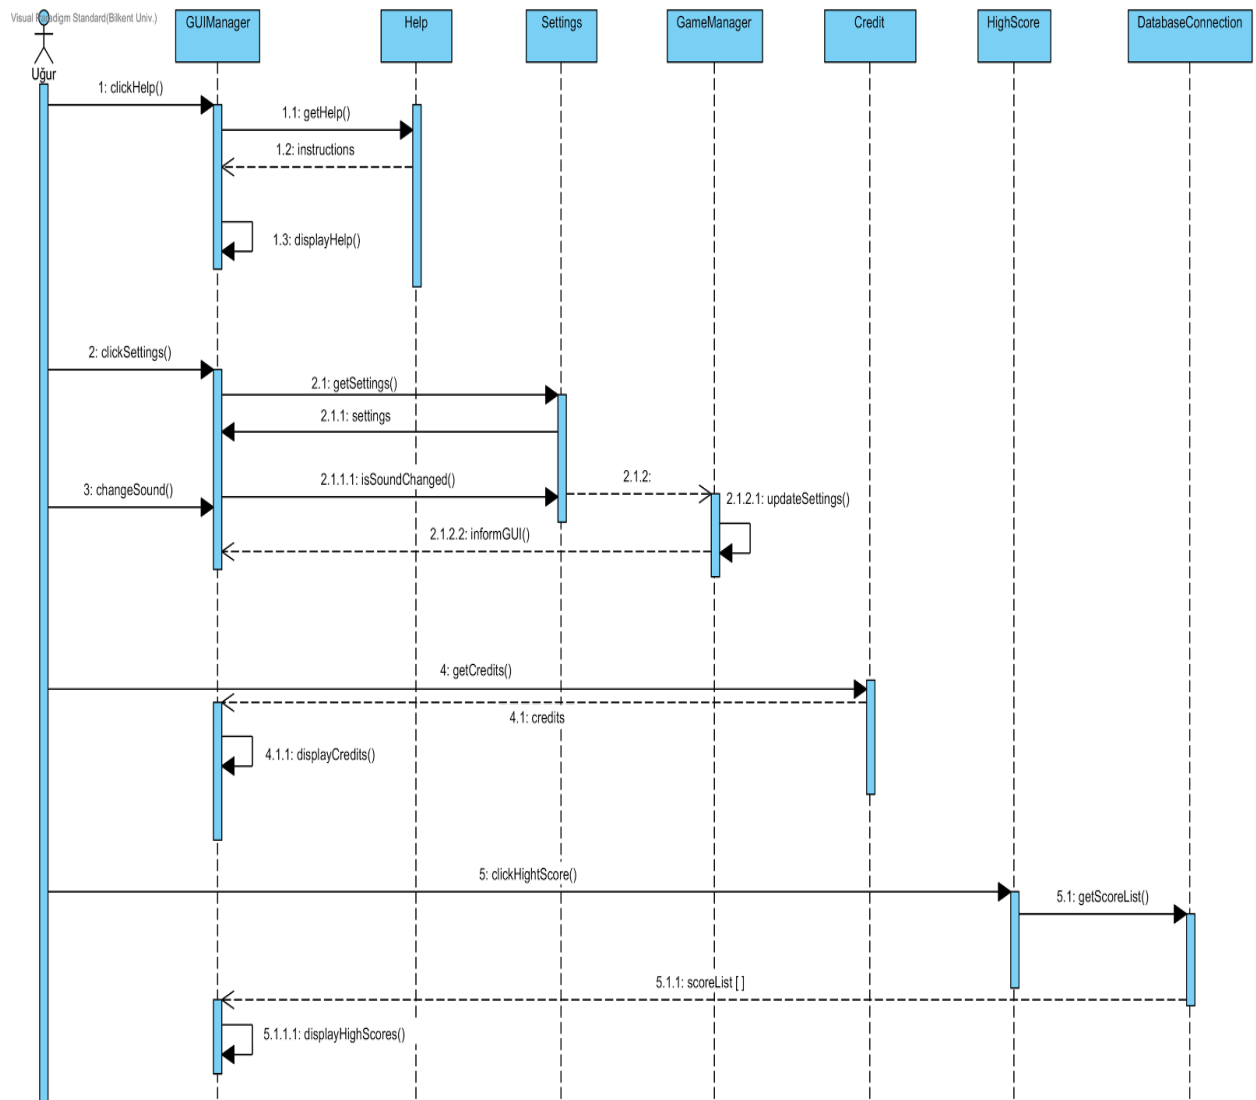 Visual Paradigm Standard(Bilkent Univ.)
Uğur
GUIManager
Help
Settings
GameManager
Credit
HighScore
DatabaseConnection
1: clickHelp()
1.1: getHelp()
1.2: instructions
1.3: displayHelp()
2: clickSettings()
2.1: getSettings()
2.1.1: settings
2.1.1.1: isSoundChanged()
2.1.2:
3: changeSound()
2.1.2.1: updateSettings()
2.1.2.2: informGUI()
4: getCredits()
4.1: credits
4.1.1: displayCredits()
5: clickHightScore()
5.1: getScoreList()
5.1.1: scoreList [ ]
5.1.1.1: displayHighScores()